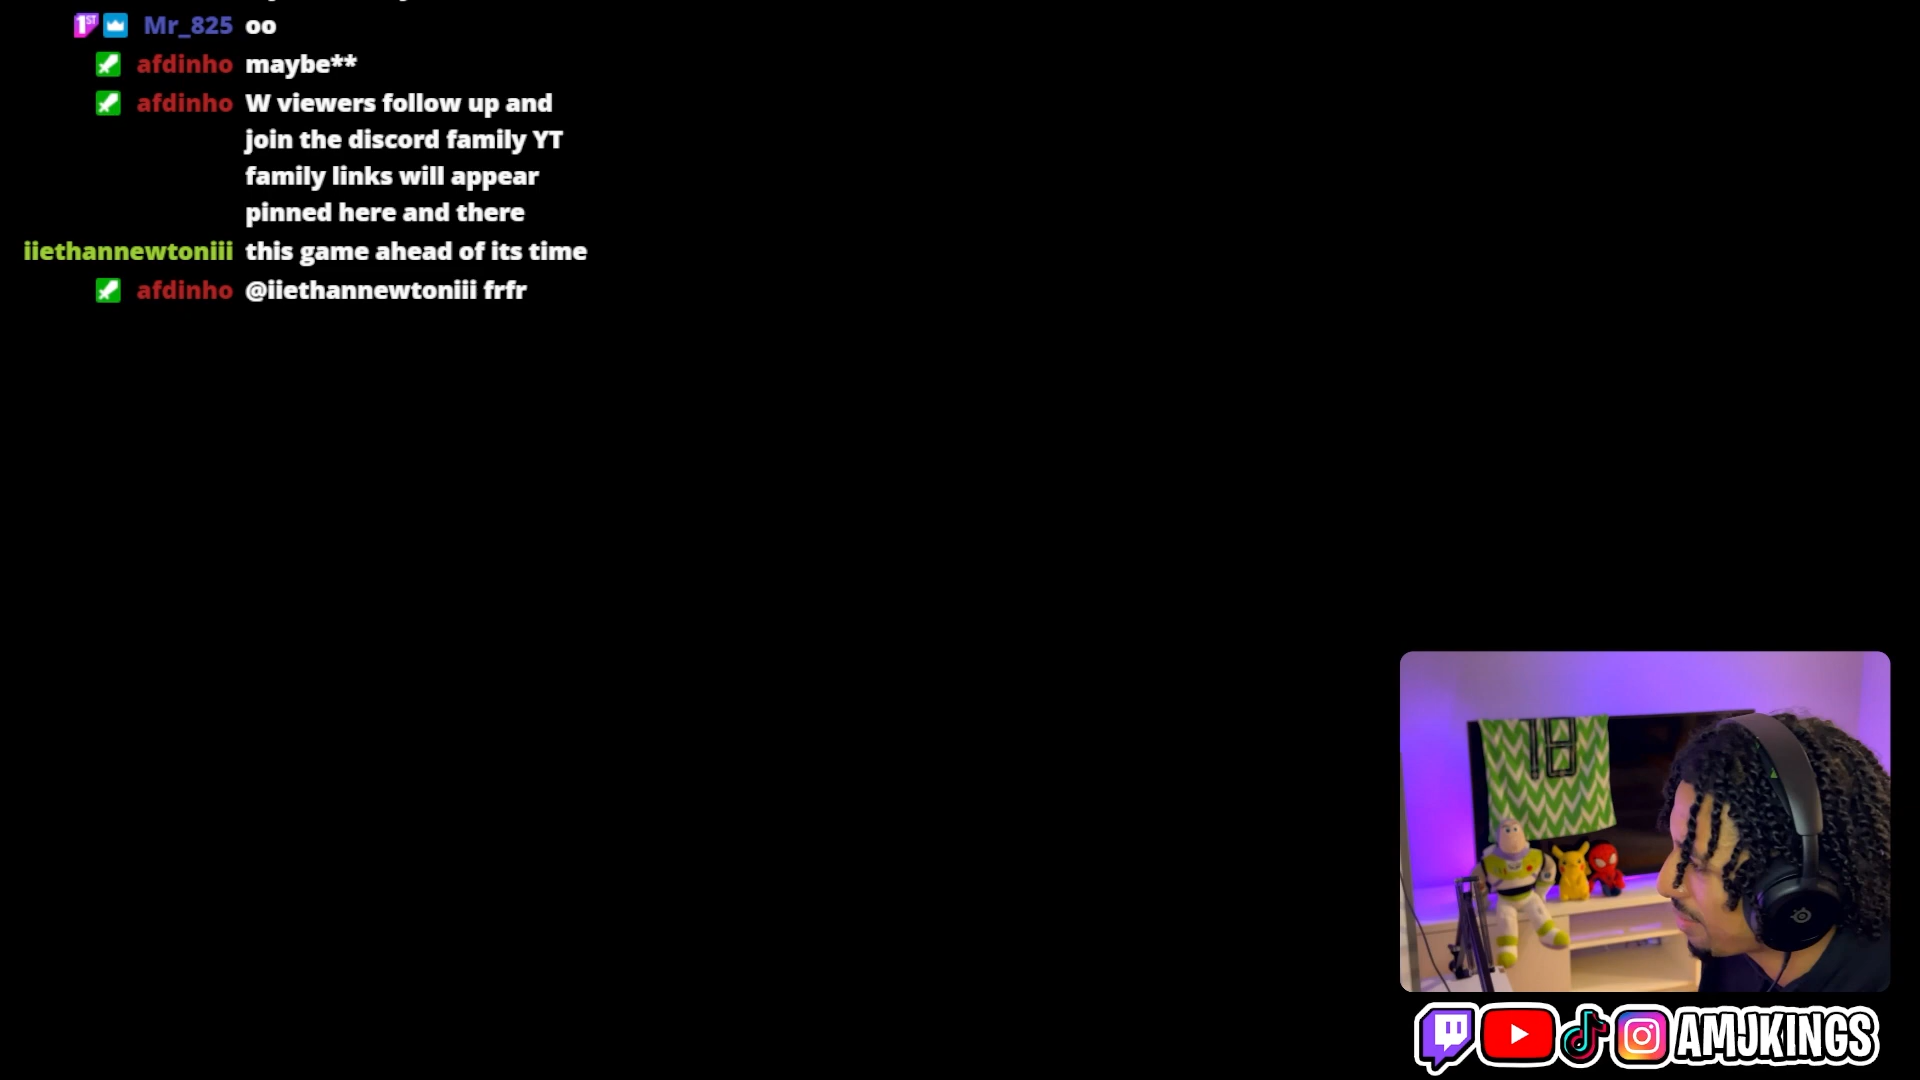 Mr_825 oo
afdinho maybe**
afdinho W viewers follow up and
join the discord family YT
family links will appear
pinned here and there
iiethannewtoniii this game ahead of its time
afdinho @iiethannewtoniii frfr
18
AMJKINGS